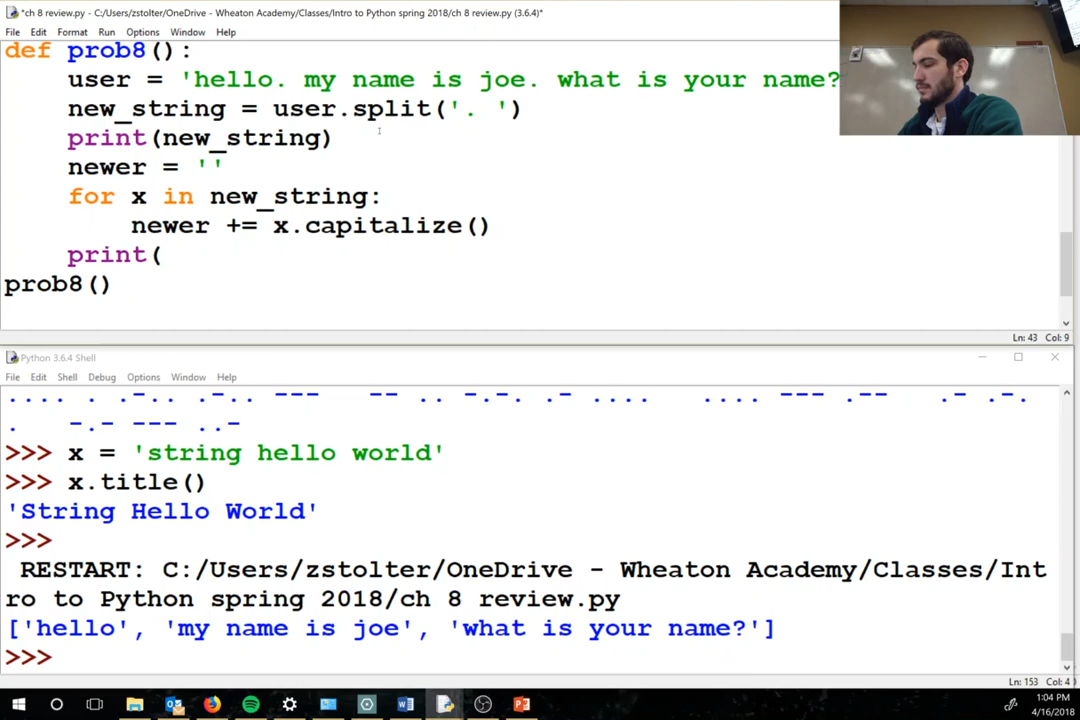 *ch 8 review.py - C:/Users/zstolter/OneDrive - Wheaton Academy/Classes/Intro to Python spring 2018/ch 8 review.py (3.6.4)*
File Edit Format Run Options Window Help
def prob8():
    user = 'hello. my name is joe. what is your name?
    new_string = user.split('. ')
    print(new_string)
    newer = ''
    for x in new_string:
        newer += x.capitalize()
    print(
prob8()
Ln: 43 Col: 9
Python 3.6.4 Shell
File Edit Shell Debug Options Window Help
.... . .-.. .-.. --- -- .. -.-. .- .... .... --- .-- .- .-.
. -.- --- ..-
>>> x = 'string hello world'
>>> x.title()
'String Hello World'
>>>
 RESTART: C:/Users/zstolter/OneDrive - Wheaton Academy/Classes/Int
ro to Python spring 2018/ch 8 review.py
['hello', 'my name is joe', 'what is your name?']
>>>
Ln: 153 Col: 4
1:04 PM
4/16/2018